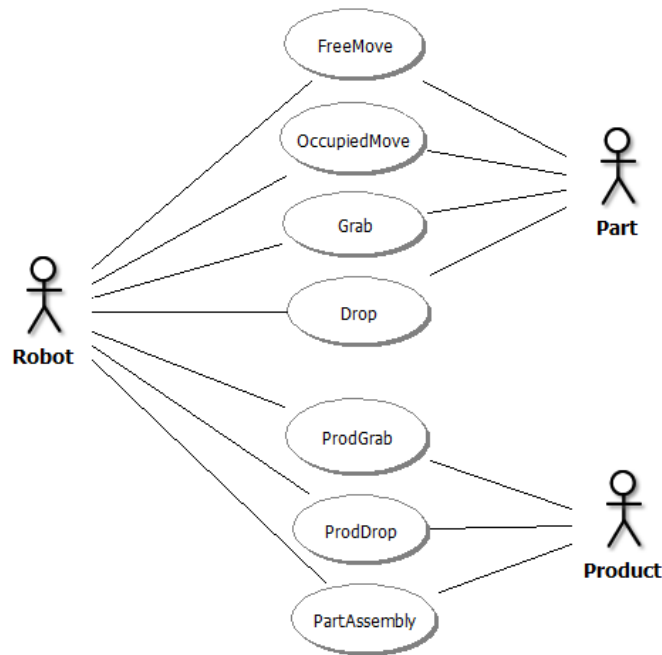 FreeMove
OccupiedMove
Grab
Part
Drop
Robot
ProdGrab
ProdDrop
Product
PartAssembly